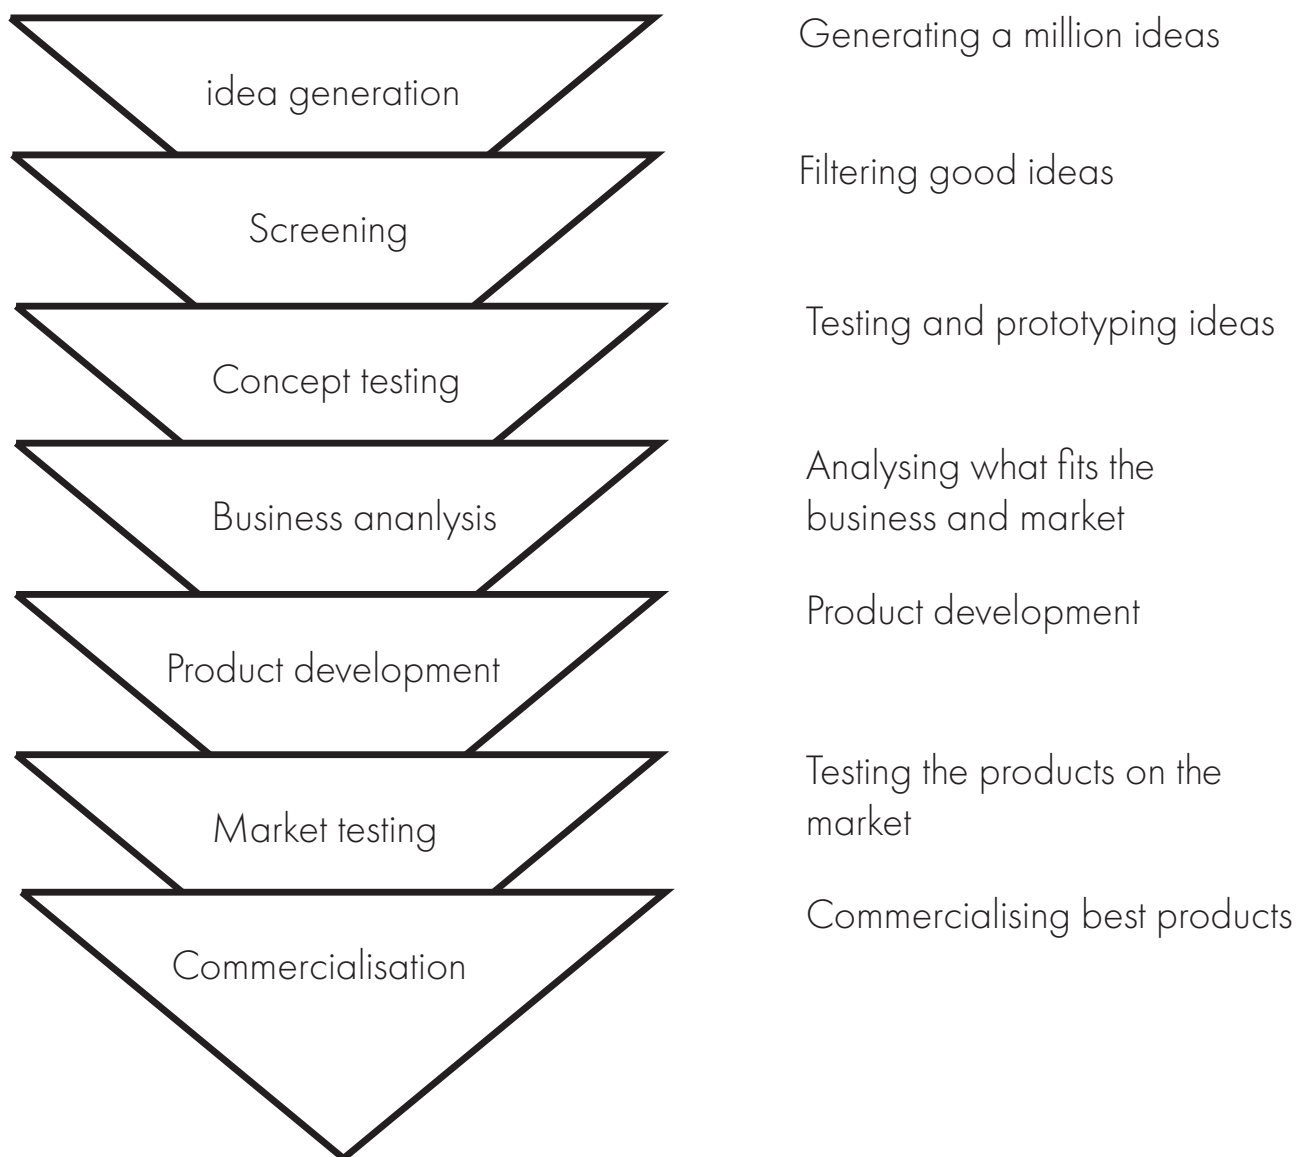 idea generation
Generating a million ideas
Screening
Filtering good ideas
Concept testing
Testing and prototyping ideas
Business ananlysis
Analysing what fits the
business and market
Product development
Product development
Market testing
Testing the products on the
market
Commercialisation
Commercialising best products